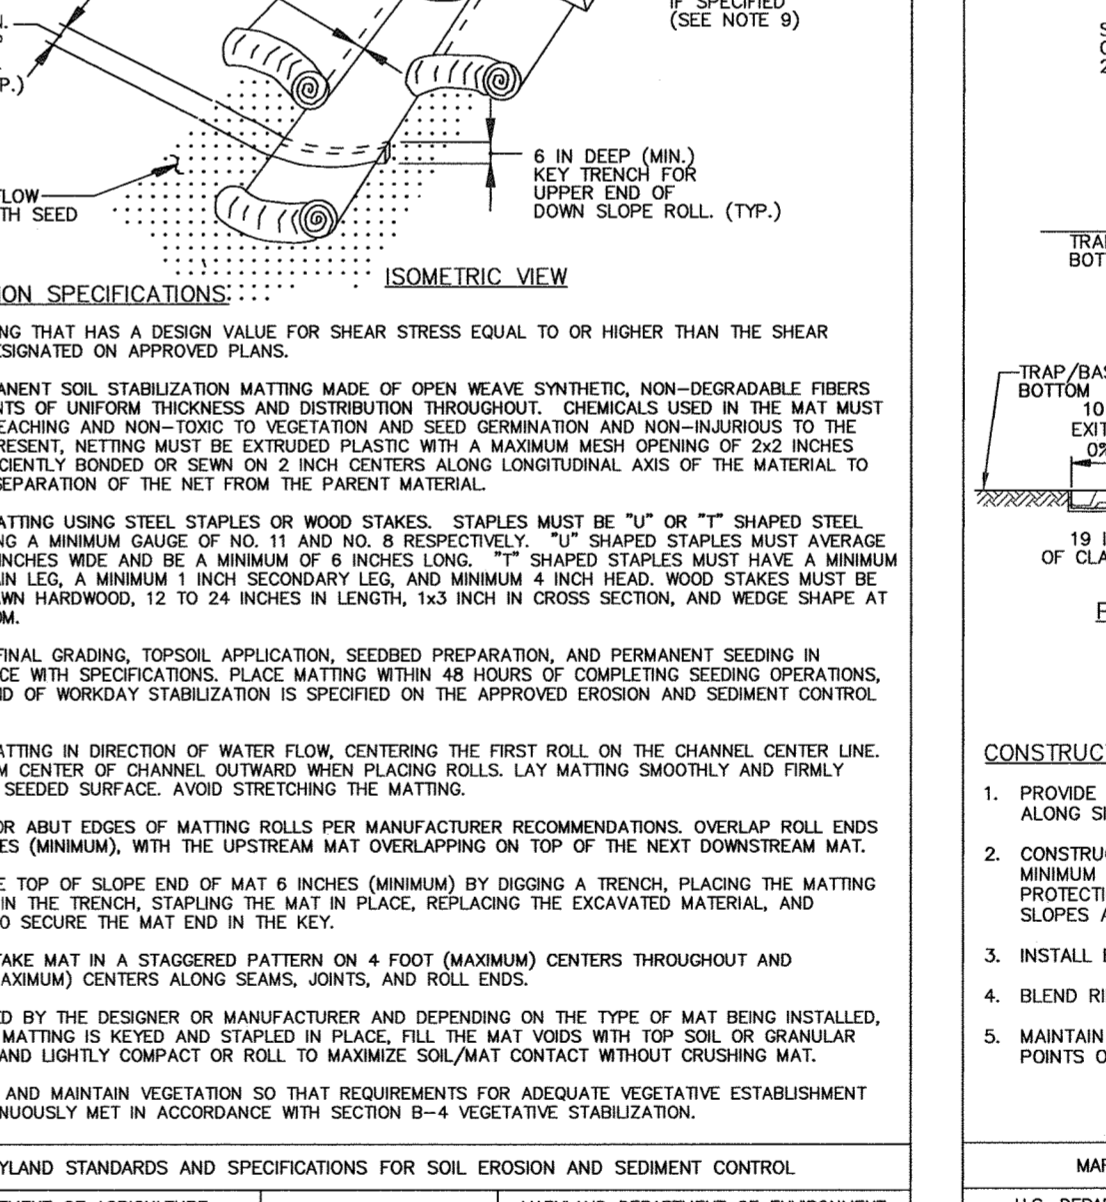 N.
P.)
IF SPECIFIED
(SEE NOTE 9)
6 IN DEEP (MIN.)
KEY TRENCH FOR
UPPER END OF
DOWN SLOPE ROLL. (TYP.)
LOW
TH SEED
ISOMETRIC VIEW
ION SPECIFICATIONS:
NG THAT HAS A DESIGN VALUE FOR SHEAR STRESS EQUAL TO OR HIGHER THAN THE SHEAR
ESIGNATED ON APPROVED PLANS.
ANENT SOIL STABILIZATION MATTING MADE OF OPEN WEAVE SYNTHETIC, NON-DEGRADABLE FIBERS
NTS OF UNIFORM THICKNESS AND DISTRIBUTION THROUGHOUT. CHEMICALS USED IN THE MAT MUST
EACHING AND NON-TOXIC TO VEGETATION AND SEED GERMINATION AND NON-INJURIOUS TO THE
RESENT, NETTING MUST BE EXTRUDED PLASTIC WITH A MAXIMUM MESH OPENING OF 2x2 INCHES
CIENTLY BONDED OR SEWN ON 2 INCH CENTERS ALONG LONGITUDINAL AXIS OF THE MATERIAL TO
SEPARATION OF THE NET FROM THE PARENT MATERIAL.
ATTING USING STEEL STAPLES OR WOOD STAKES. STAPLES MUST BE "U" OR "T" SHAPED STEEL
NG A MINIMUM GAUGE OF NO. 11 AND NO. 8 RESPECTIVELY. "U" SHAPED STAPLES MUST AVERAGE
INCHES WIDE AND BE A MINIMUM OF 6 INCHES LONG. "T" SHAPED STAPLES MUST HAVE A MINIMUM
IN LEG, A MINIMUM 1 INCH SECONDARY LEG, AND MINIMUM 4 INCH HEAD. WOOD STAKES MUST BE
WN HARDWOOD, 12 TO 24 INCHES IN LENGTH, 1x3 INCH IN CROSS SECTION, AND WEDGE SHAPE AT
OM.
FINAL GRADING, TOPSOIL APPLICATION, SEEDBED PREPARATION, AND PERMANENT SEEDING IN
CE WITH SPECIFICATIONS. PLACE MATTING WITHIN 48 HOURS OF COMPLETING SEEDING OPERATIONS,
ND OF WORKDAY STABILIZATION IS SPECIFIED ON THE APPROVED EROSION AND SEDIMENT CONTROL
ATTING IN DIRECTION OF WATER FLOW, CENTERING THE FIRST ROLL ON THE CHANNEL CENTER LINE.
M CENTER OF CHANNEL OUTWARD WHEN PLACING ROLLS. LAY MATTING SMOOTHLY AND FIRMLY
SEEDED SURFACE. AVOID STRETCHING THE MATTING.
OR ABUT EDGES OF MATTING ROLLS PER MANUFACTURER RECOMMENDATIONS. OVERLAP ROLL ENDS
ES (MINIMUM), WITH THE UPSTREAM MAT OVERLAPPING ON TOP OF THE NEXT DOWNSTREAM MAT.
E TOP OF SLOPE END OF MAT 6 INCHES (MINIMUM) BY DIGGING A TRENCH, PLACING THE MATTING
IN THE TRENCH, STAPLING THE MAT IN PLACE, REPLACING THE EXCAVATED MATERIAL, AND
O SECURE THE MAT END IN THE KEY.
TAKE MAT IN A STAGGERED PATTERN ON 4 FOOT (MAXIMUM) CENTERS THROUGHOUT AND
AXIMUM) CENTERS ALONG SEAMS, JOINTS, AND ROLL ENDS.
ED BY THE DESIGNER OR MANUFACTURER AND DEPENDING ON THE TYPE OF MAT BEING INSTALLED,
MATTING IS KEYED AND STAPLED IN PLACE, FILL THE MAT VOIDS WITH TOP SOIL OR GRANULAR
AND LIGHTLY COMPACT OR ROLL TO MAXIMIZE SOIL/MAT CONTACT WITHOUT CRUSHING MAT.
AND MAINTAIN VEGETATION SO THAT REQUIREMENTS FOR ADEQUATE VEGETATIVE ESTABLISHMENT
NUOUSLY MET IN ACCORDANCE WITH SECTION B-4 VEGETATIVE STABILIZATION.
YLAND STANDARDS AND SPECIFICATIONS FOR SOIL EROSION AND SEDIMENT CONTROL
TRAP/BAS
BOTTOM
10
EXIT
0%
19 I
OF CLA
CONSTRUC
1. PROVIDE
ALONG S
2. CONSTRU
MINIMUM
PROTECTI
SLOPES A
3. INSTALL
4. BLEND RI
5. MAINTAIN
POINTS O
MAR